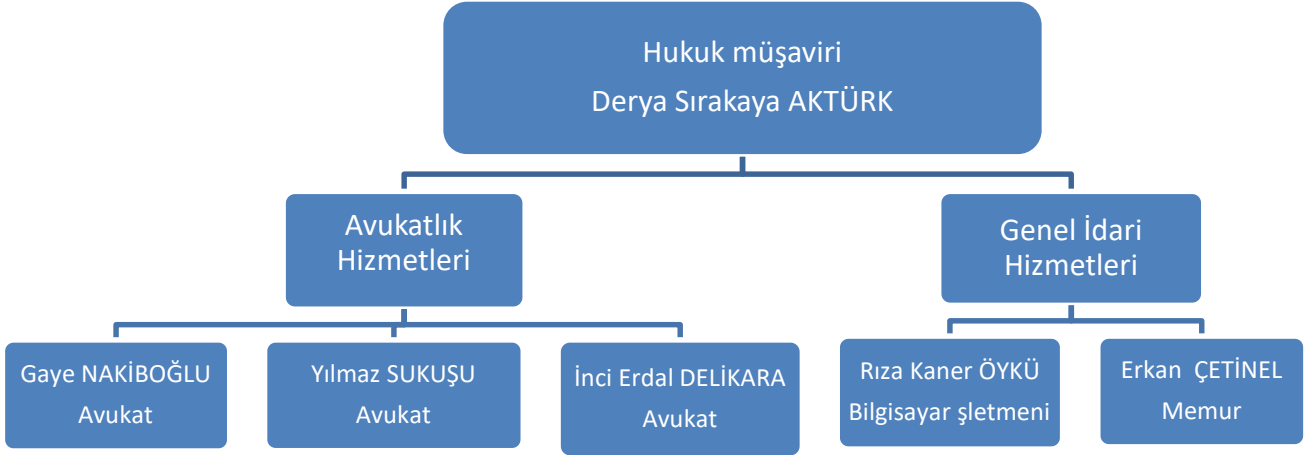 Hukuk müşaviri
Derya Sırakaya AKTÜRK
Avukatlık
Hizmetleri
Genel İdari
Hizmetleri
Gaye NAKİBOĞLU
Avukat
Yılmaz SUKUŞU
Avukat
İnci Erdal DELİKARA
Avukat
Rıza Kaner ÖYKÜ
Bilgisayar şletmeni
Erkan ÇETİNEL
Memur